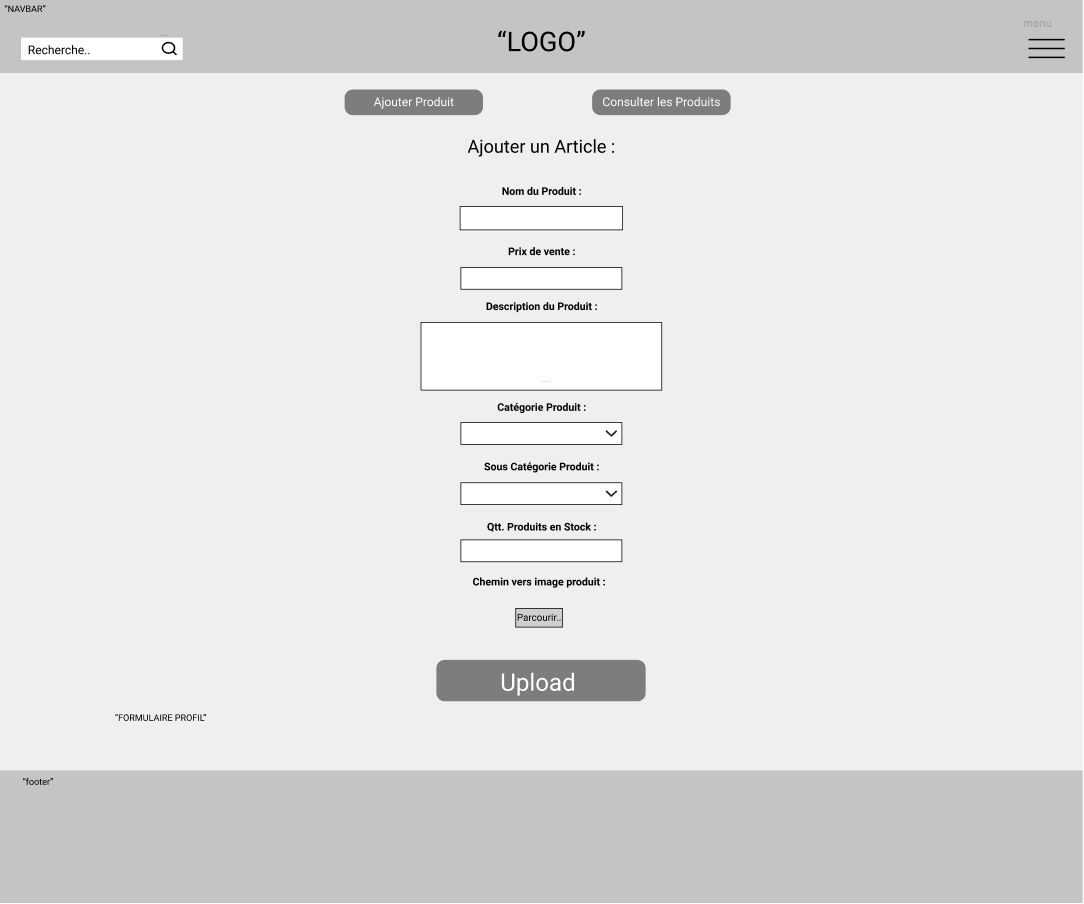 “NAVBAR”
menu
...
Recherche..
“LOGO”
Ajouter Produit
Consulter les Produits
Ajouter un Article :
Nom du Produit :
Prix de vente :
Description du Produit :
....
Catégorie Produit :
Sous Catégorie Produit :
Qtt. Produits en Stock :
Chemin vers image produit :
Parcourir..
Upload
“FORMULAIRE PROFIL”
“footer”